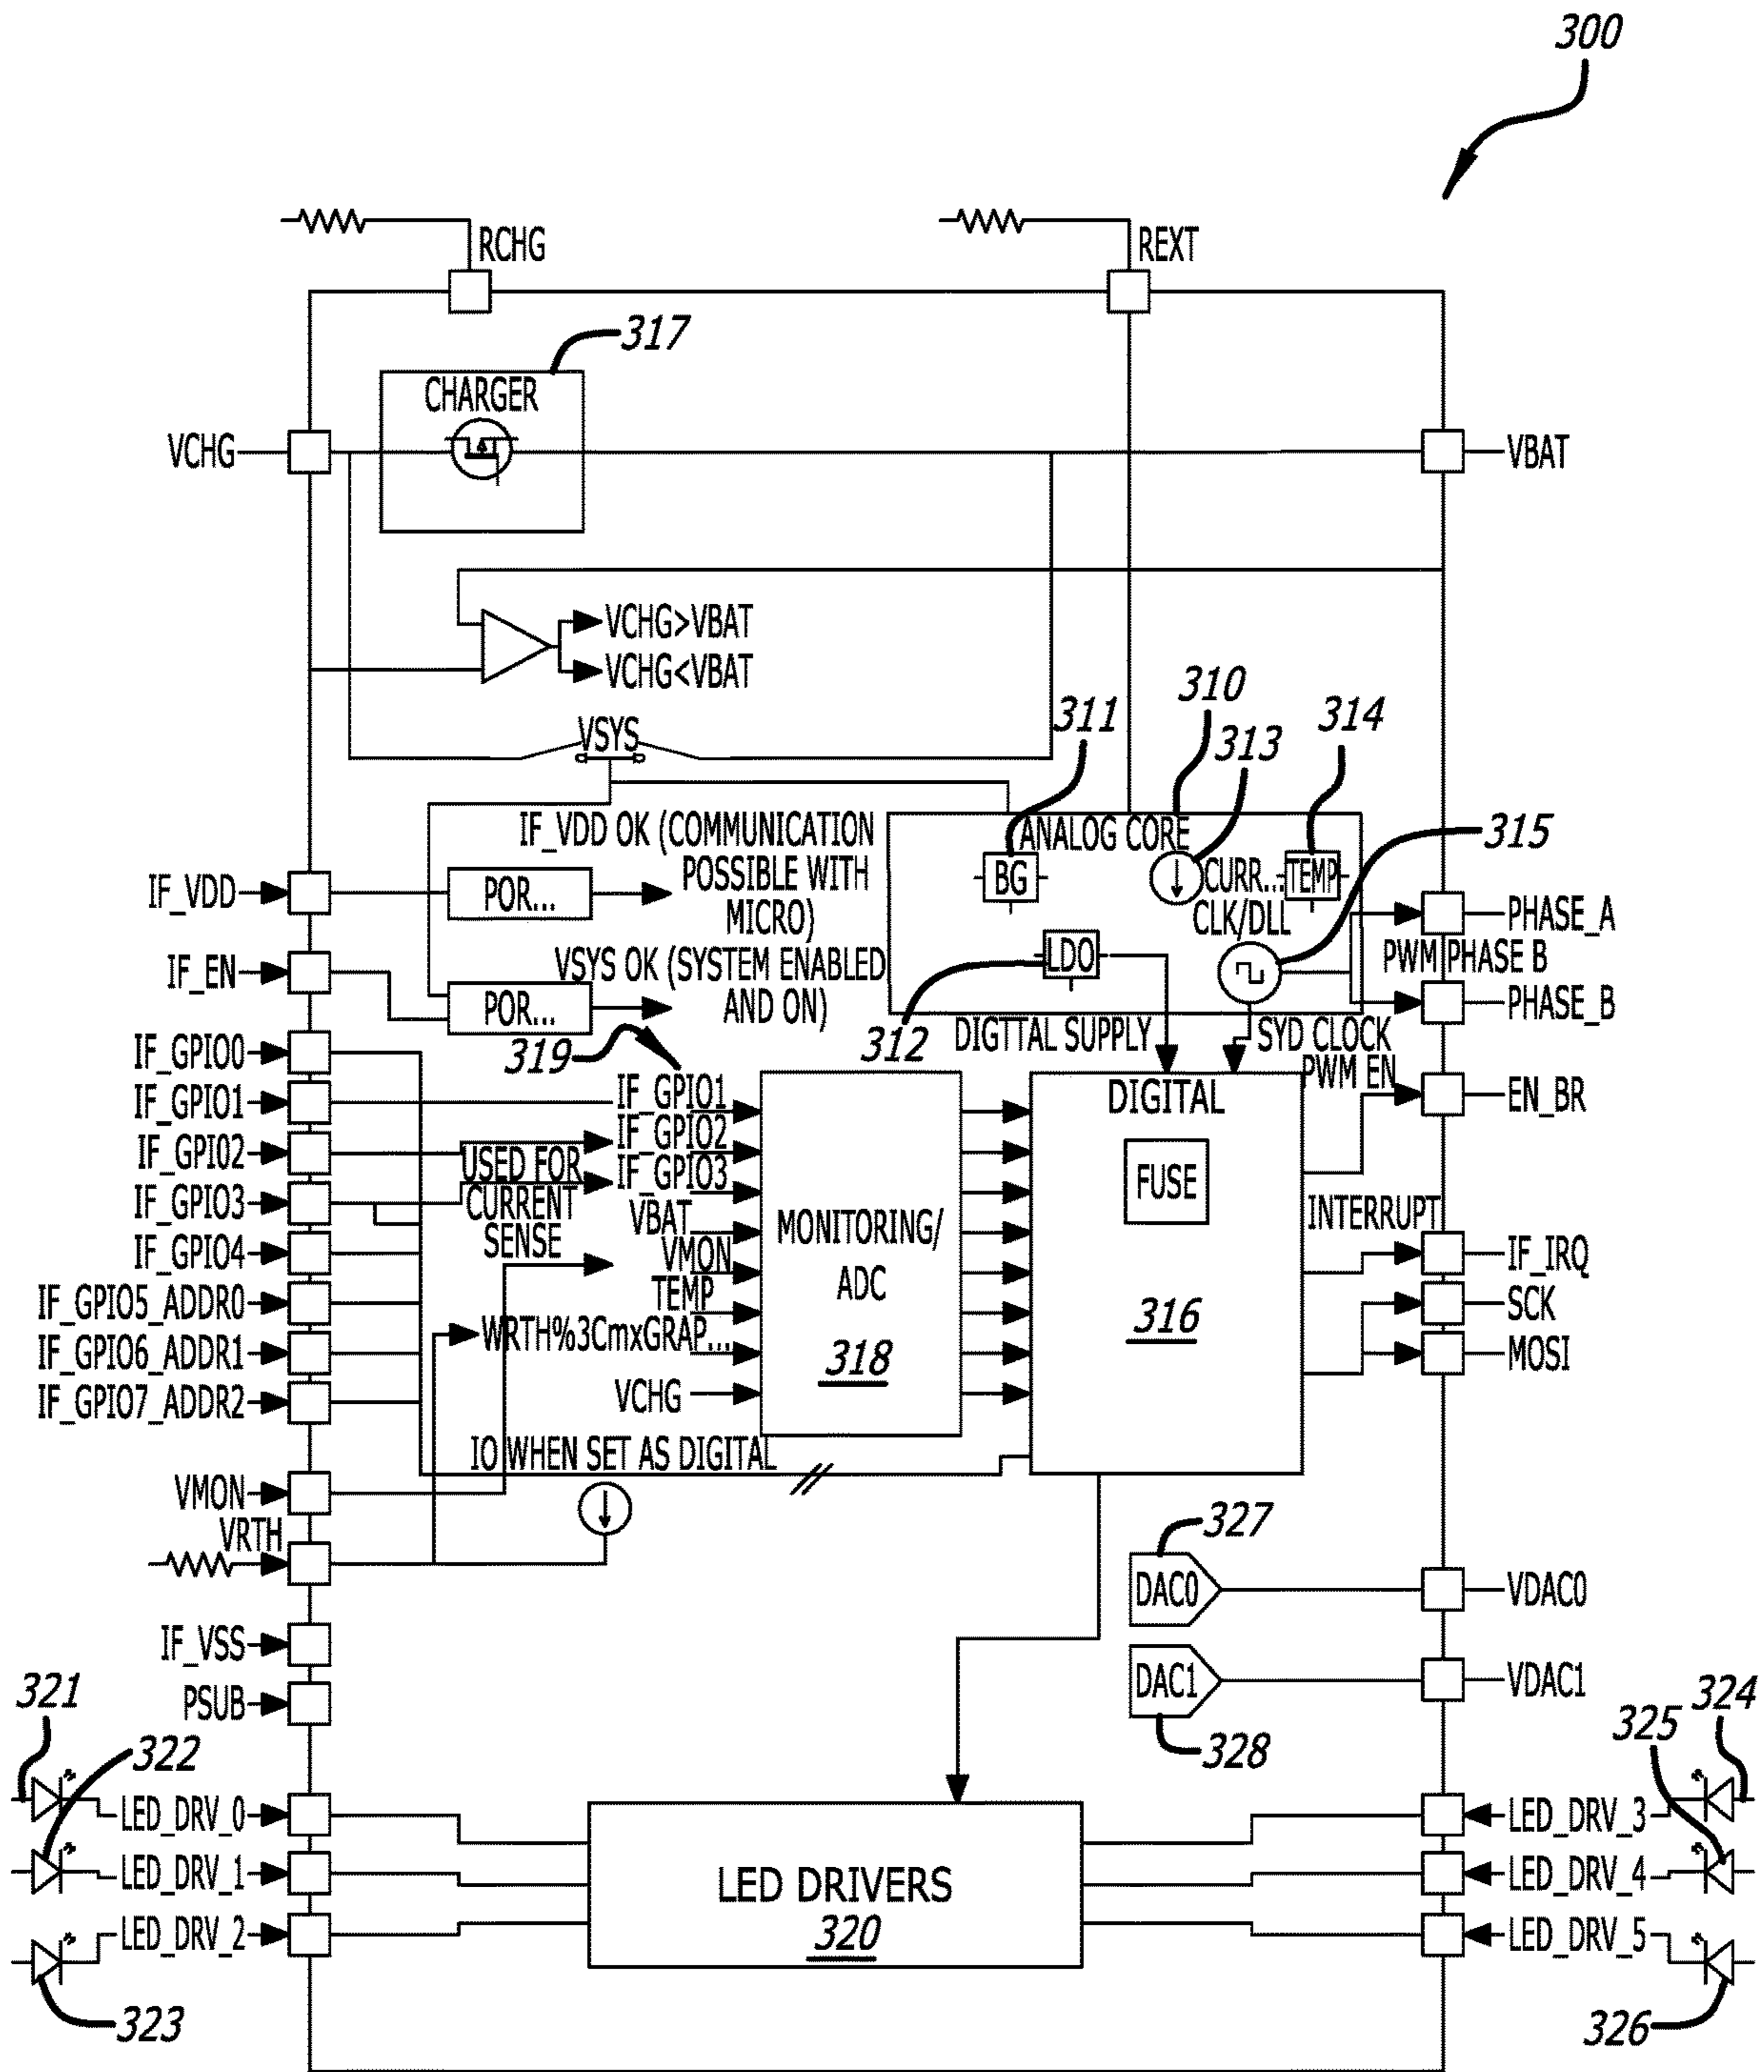 300
RCHG
REXT
317
CHARGER
VCHG
VBAT
VCHG>VBAT
VCHG<VBAT
VSYS
310
311
313
314
315
IF_VDD OK (COMMUNICATION
POSSIBLE WITH
MICRO)
ANALOG CORE
BG
CURR...
TEMP
CLK/DLL
IF_VDD
POR...
PHASE_A
PWM PHASE B
PHASE_B
IF_EN
VSYS OK (SYSTEM ENABLED
AND ON)
POR...
LDO
312
319
DIGTTAL SUPPLY
SYD CLOCK
PWM EN
EN_BR
IF_GPIO0
IF_GPIO1
IF_GPI02
IF_GPIO3
IF_GPIO4
IF_GPIO5_ADDR0
IF_GPIO6_ADDR1
IF_GPIO7_ADDR2
USED FOR
CURRENT
SENSE
IF_GPIO1
IF_GPIO2
IF_GPIO3
VBAT
VMON
TEMP
WRTH%3CmxGRAP...
VCHG
MONITORING/
ADC
318
DIGITAL
FUSE
316
INTERRUPT
IF_IRQ
SCK
MOSI
IO WHEN SET AS DIGITAL
VMON
VRTH
327
DAC0
VDAC0
IF_VSS
PSUB
DAC1
VDAC1
328
321
322
323
324
325
326
LED_DRV_0
LED_DRV_1
LED_DRV_2
LED DRIVERS
320
LED_DRV_3
LED_DRV_4
LED_DRV_5